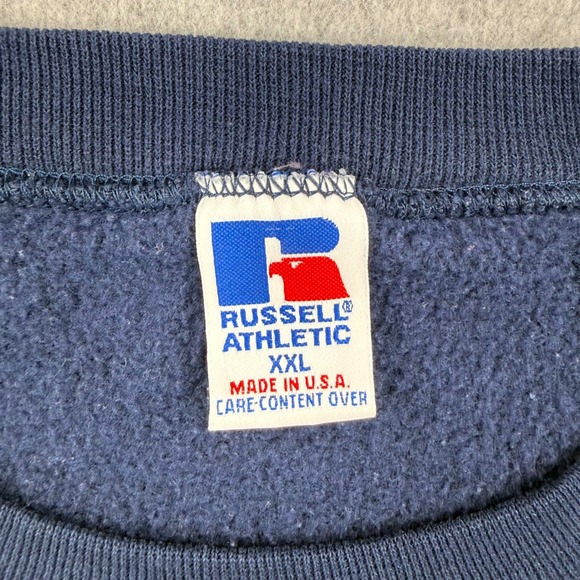 RUSSELL®
ATHLETIC
XXL
MADE IN U.S.A.
CARE-CONTENT OVER